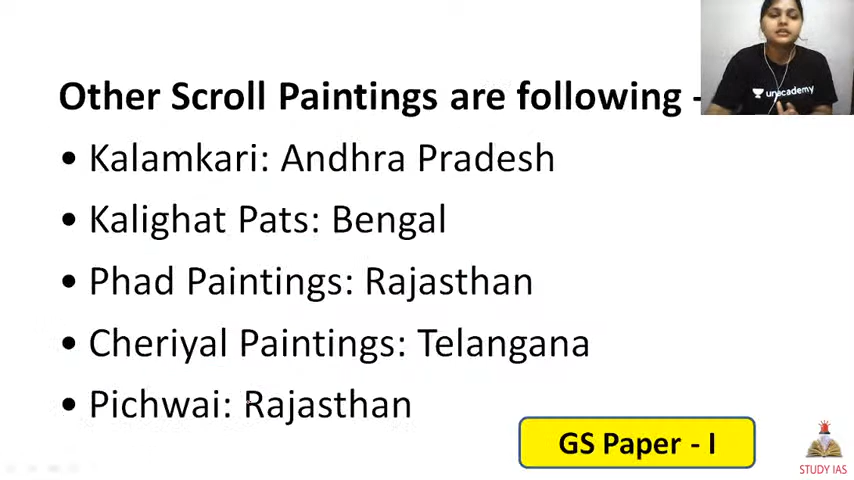 Other Scroll Paintings are following -
• Kalamkari: Andhra Pradesh
• Kalighat Pats: Bengal
• Phad Paintings: Rajasthan
• Cheriyal Paintings: Telangana
• Pichwai: Rajasthan
GS Paper - I
unacademy
STUDY IAS